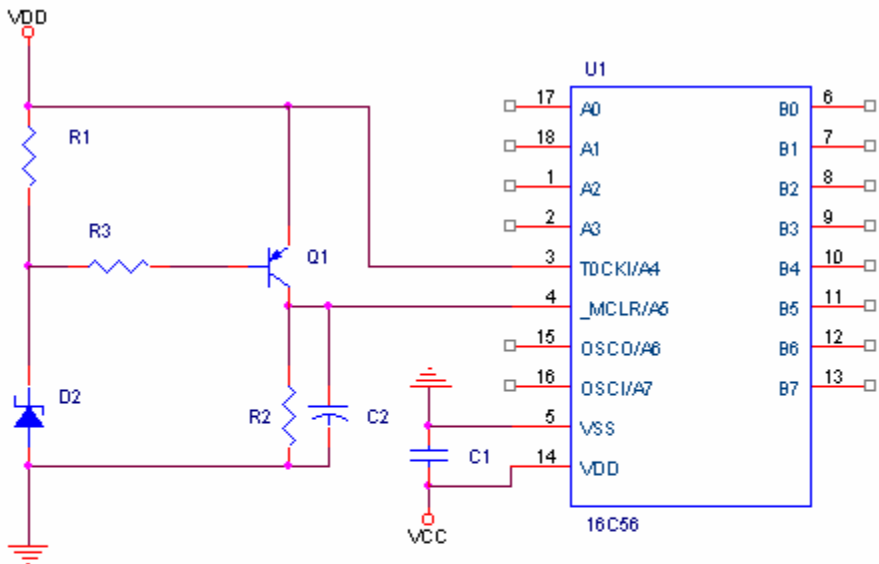 VDD
R1
R3
Q1
D2
R2
C2
C1
VCC
U1
17 A0
18 A1
1 A2
2 A3
3 T0CKI/A4
4 _MCLR/A5
15 OSCO/A6
16 OSCI/A7
5 VSS
14 VDD
B0 6
B1 7
B2 8
B3 9
B4 10
B5 11
B6 12
B7 13
16C56